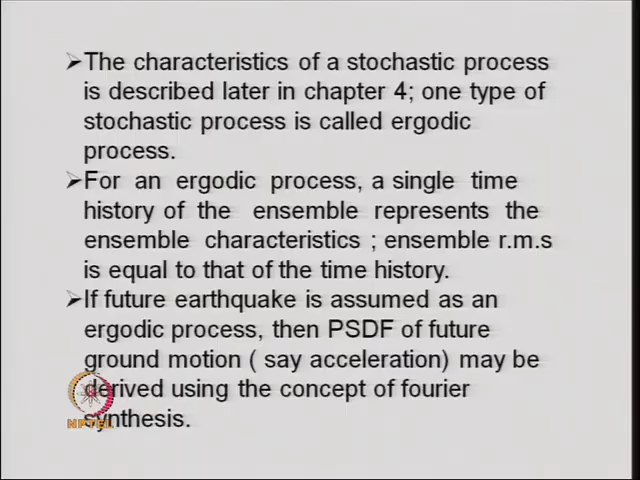 ➢The characteristics of a stochastic process
is described later in chapter 4; one type of
stochastic process is called ergodic
process.
➢For an ergodic process, a single time
history of the ensemble represents the
ensemble characteristics ; ensemble r.m.s
is equal to that of the time history.
➢If future earthquake is assumed as an
ergodic process, then PSDF of future
ground motion ( say acceleration) may be
derived using the concept of fourier
synthesis.
NPTEL